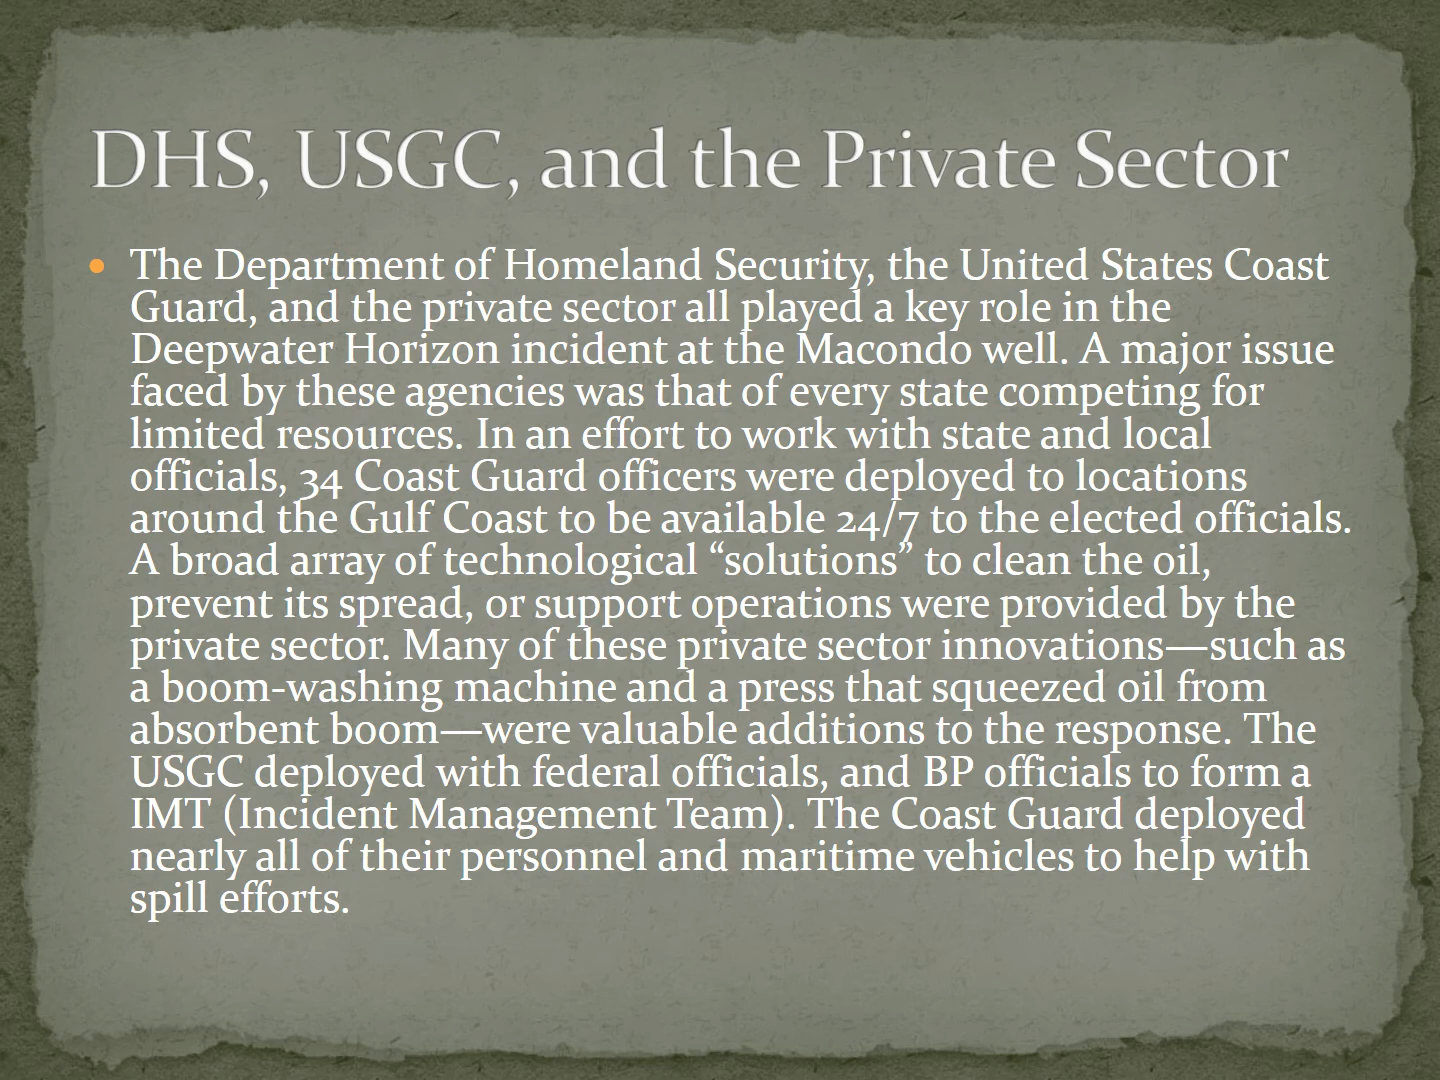 DHS, USGC, and the Private Sector
• The Department of Homeland Security, the United States Coast
Guard, and the private sector all played a key role in the
Deepwater Horizon incident at the Macondo well. A major issue
faced by these agencies was that of every state competing for
limited resources. In an effort to work with state and local
officials, 34 Coast Guard officers were deployed to locations
around the Gulf Coast to be available 24/7 to the elected officials.
A broad array of technological “solutions” to clean the oil,
prevent its spread, or support operations were provided by the
private sector. Many of these private sector innovations—such as
a boom-washing machine and a press that squeezed oil from
absorbent boom—were valuable additions to the response. The
USGC deployed with federal officials, and BP officials to form a
IMT (Incident Management Team). The Coast Guard deployed
nearly all of their personnel and maritime vehicles to help with
spill efforts.